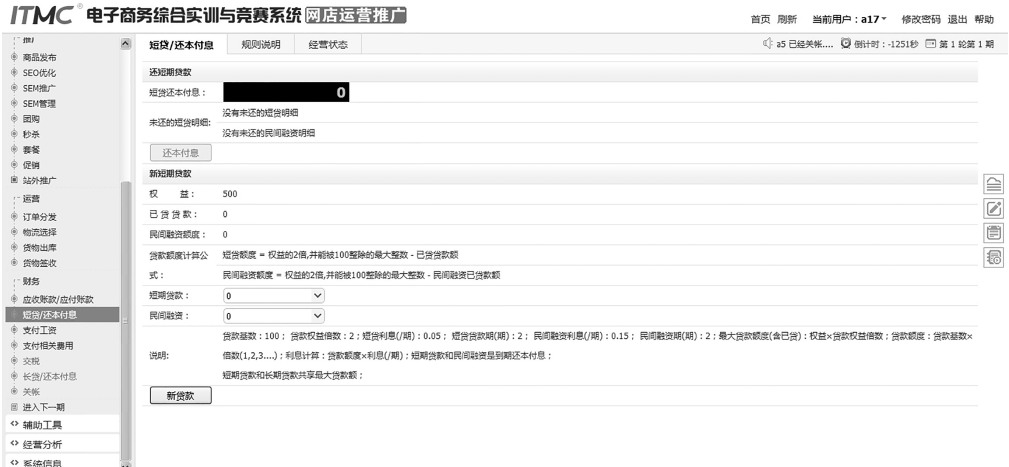 ITMC® 电子商务综合实训与竞赛系统 网店运营推广
首页 刷新 当前用户：a17 修改密码 退出 帮助
短贷/还本付息 规则说明 经营状态
a5 已经关帐.... 倒计时：-1251秒 第 1 轮第 1 期
推广
商品发布
SEO优化
SEM推广
SEM管理
团购
秒杀
套餐
促销
站外推广
运营
订单分发
物流选择
货物出库
货物签收
财务
应收账款/应付账款
短贷/还本付息
支付工资
支付相关费用
交税
长贷/还本付息
关帐
进入下一期
辅助工具
经营分析
系统信息
还短期贷款
短贷还本付息： 0
未还的短贷明细: 没有未还的短贷明细
没有未还的民间融资明细
还本付息
新短期贷款
权 益： 500
已 贷 贷 款： 0
民间融资额度： 0
贷款额度计算公式： 短贷额度 = 权益的2倍,并能被100整除的最大整数 - 已贷贷款额
民间融资额度 = 权益的2倍,并能被100整除的最大整数 - 民间融资已贷款额
短期贷款： 0
民间融资： 0
说明: 贷款基数：100； 贷款权益倍数：2；短贷利息(/期)：0.05； 短贷贷款期(期)：2； 民间融资利息(/期)：0.15； 民间融资期(期)：2；最大贷款额度(含已贷)：权益×贷款权益倍数；贷款额度：贷款基数×
倍数(1,2,3....)；利息计算：贷款额度×利息(/期)；短期贷款和民间融资是到期还本付息；
短期贷款和长期贷款共享最大贷款额；
新贷款